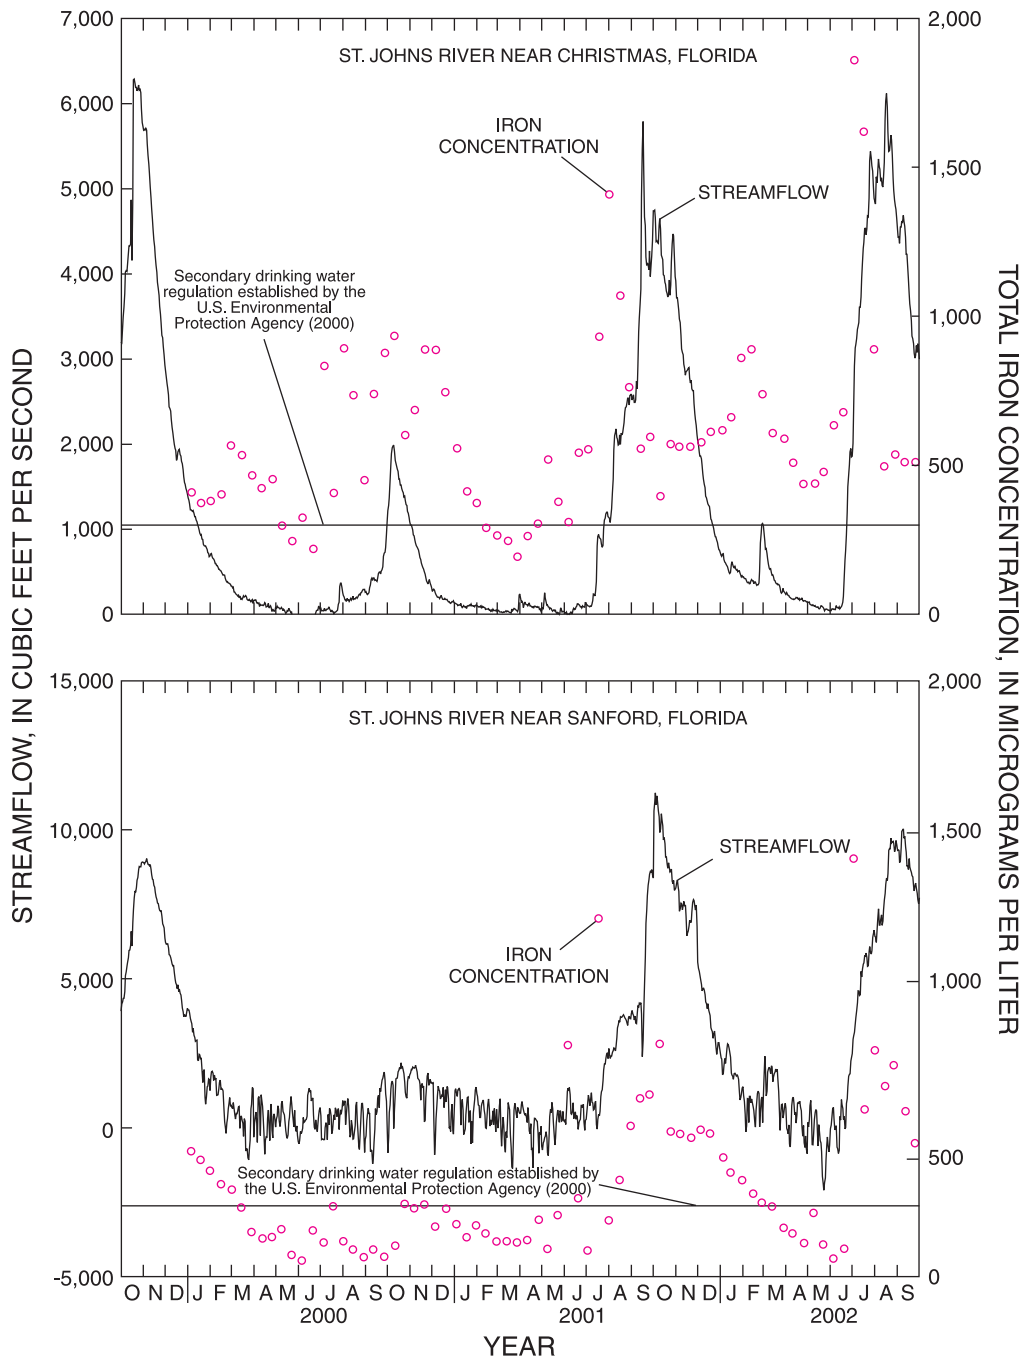 7,000
6,000
5,000
4,000
3,000
2,000
1,000
0
2,000
1,500
1,000
500
0
ST. JOHNS RIVER NEAR CHRISTMAS, FLORIDA
IRON
CONCENTRATION
STREAMFLOW
Secondary drinking water
regulation established by the
U.S. Environmental
Protection Agency (2000)
STREAMFLOW, IN CUBIC FEET PER SECOND
TOTAL IRON CONCENTRATION, IN MICROGRAMS PER LITER
15,000
10,000
5,000
0
-5,000
2,000
1,500
1,000
500
0
ST. JOHNS RIVER NEAR SANFORD, FLORIDA
STREAMFLOW
IRON
CONCENTRATION
Secondary drinking water regulation established by
the U.S. Environmental Protection Agency (2000)
O N D J F M A M J J A S O N D J F M A M J J A S O N D J F M A M J J A S
2000 2001 2002
YEAR